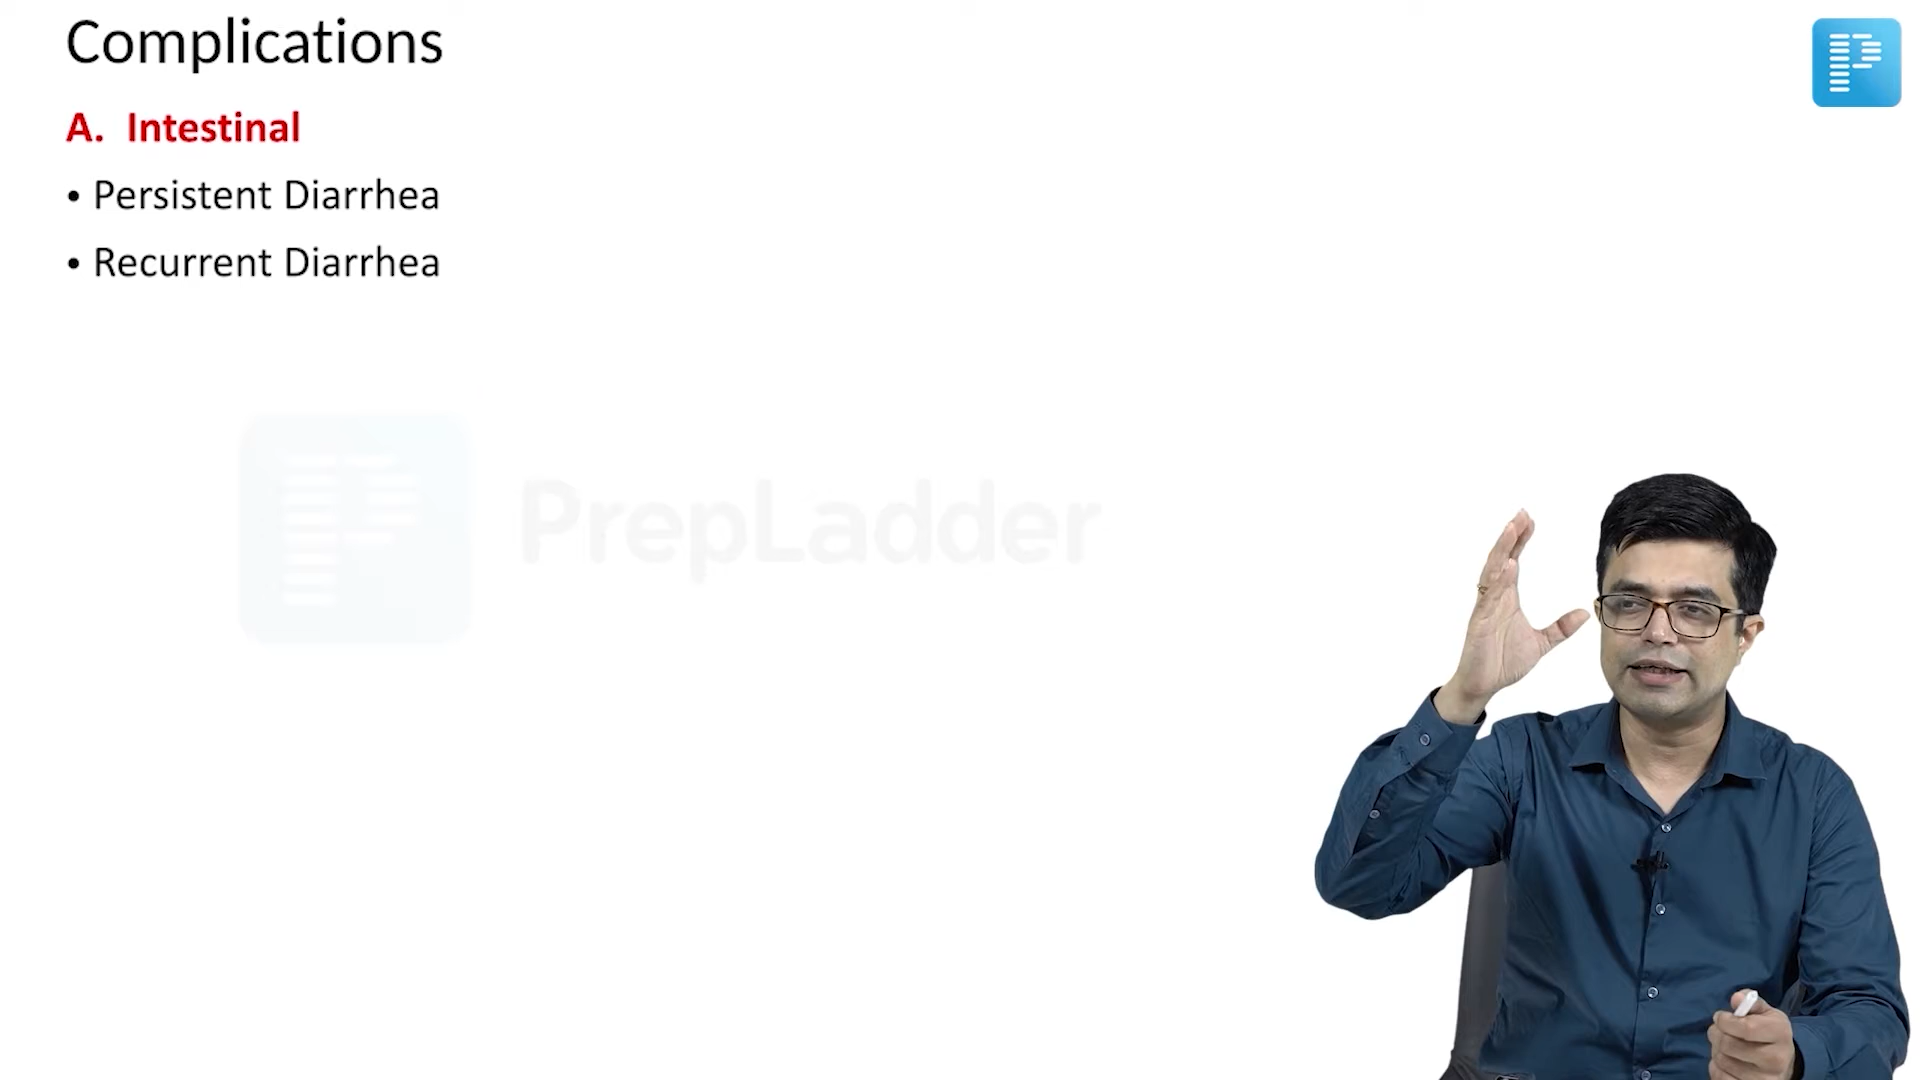 Complications
A. Intestinal
• Persistent Diarrhea
• Recurrent Diarrhea
PrepLadder